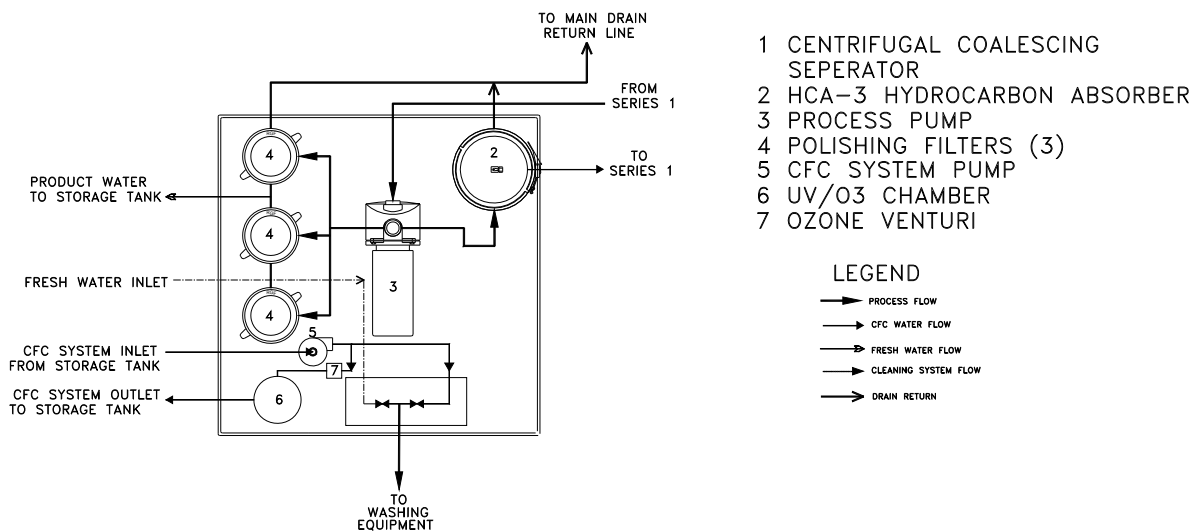 TO MAIN DRAIN
RETURN LINE
FROM
SERIES 1
TO
SERIES 1
PRODUCT WATER
TO STORAGE TANK
FRESH WATER INLET
CFC SYSTEM INLET
FROM STORAGE TANK
CFC SYSTEM OUTLET
TO STORAGE TANK
4
4
4
2
3
5
7
6
TO
WASHING
EQUIPMENT
1 CENTRIFUGAL COALESCING
SEPERATOR
2 HCA-3 HYDROCARBON ABSORBER
3 PROCESS PUMP
4 POLISHING FILTERS (3)
5 CFC SYSTEM PUMP
6 UV/O3 CHAMBER
7 OZONE VENTURI
LEGEND
PROCESS FLOW
CFC WATER FLOW
FRESH WATER FLOW
CLEANING SYSTEM FLOW
DRAIN RETURN